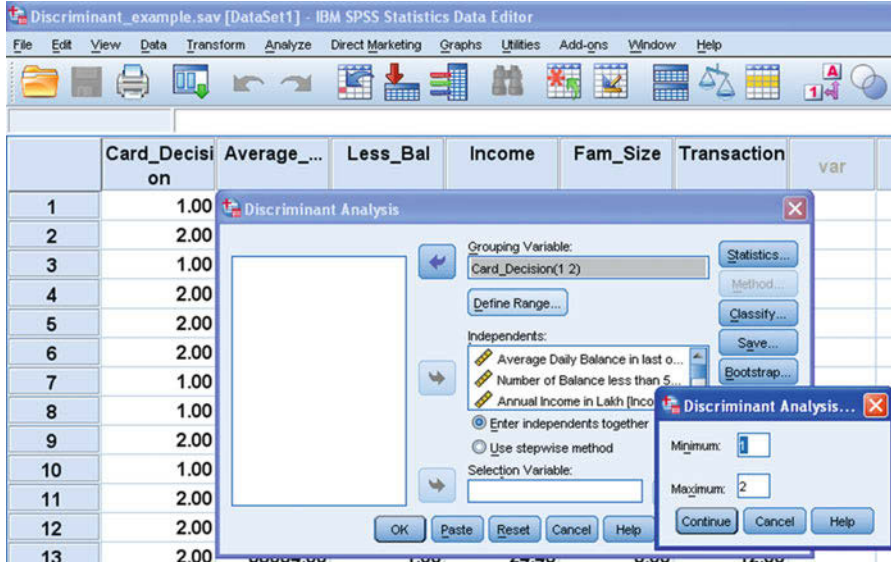 Discriminant_example.sav [DataSet1] - IBM SPSS Statistics Data Editor
File Edit View Data Transform Analyze Direct Marketing Graphs Utilities Add-ons Window Help
Card_Decisi
on
Average_... Less_Bal Income Fam_Size Transaction var
1 1.00
2 2.00
3 1.00
4 2.00
5 2.00
6 2.00
7 1.00
8 1.00
9 2.00
10 1.00
11 2.00
12 2.00
13 2.00
Discriminant Analysis
Grouping Variable:
Card_Decision(1 2)
Define Range...
Independents:
Average Daily Balance in last o...
Number of Balance less than 5...
Annual Income in Lakh [Inco
Enter independents together
Use stepwise method
Selection Variable:
Statistics...
Method...
Classify...
Save...
Bootstrap...
OK Paste Reset Cancel Help
Discriminant Analysis...
Minimum: 1
Maximum: 2
Continue Cancel Help